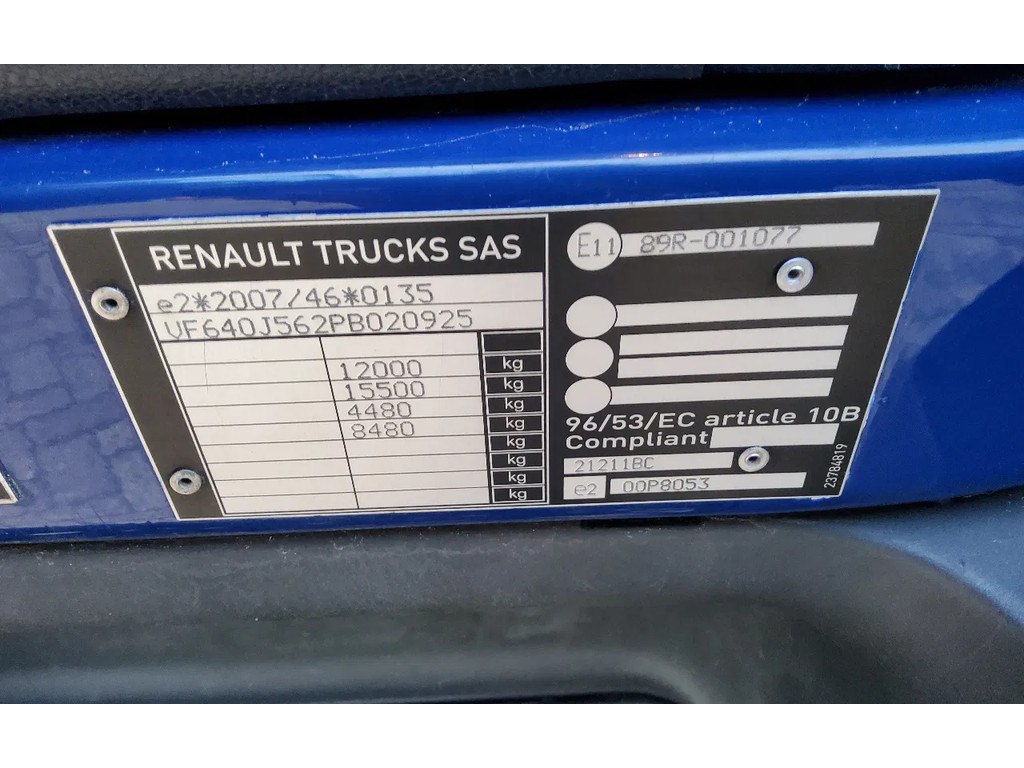 RENAULT TRUCKS SAS
e2*2007/46*0135
VF640J562PB020925
12000 kg
15500 kg
4480 kg
8480 kg
kg
kg
kg
E11 89R-001077
96/53/EC article 10B
Compliant
21211BC
e2 00P8053
23784819